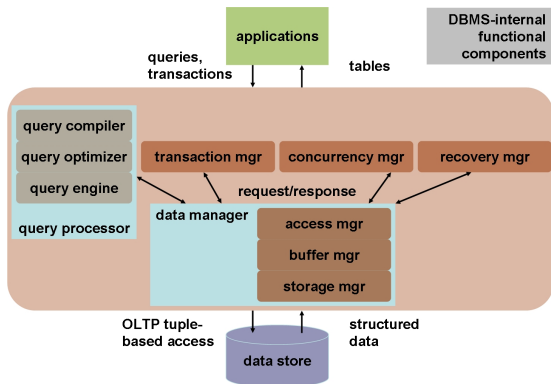 applications
DBMS-internal
functional
components
queries,
transactions
tables
query compiler
query optimizer
query engine
query processor
transaction mgr
concurrency mgr
recovery mgr
request/response
data manager
access mgr
buffer mgr
storage mgr
OLTP tuple-
based access
structured
data
data store